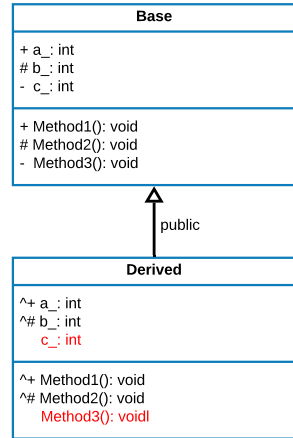 Base
+ a_: int
# b_: int
- c_: int
+ Method1(): void
# Method2(): void
- Method3(): void
public
Derived
^+ a_: int
^# b_: int
c_: int
^+ Method1(): void
^# Method2(): void
Method3(): voidl